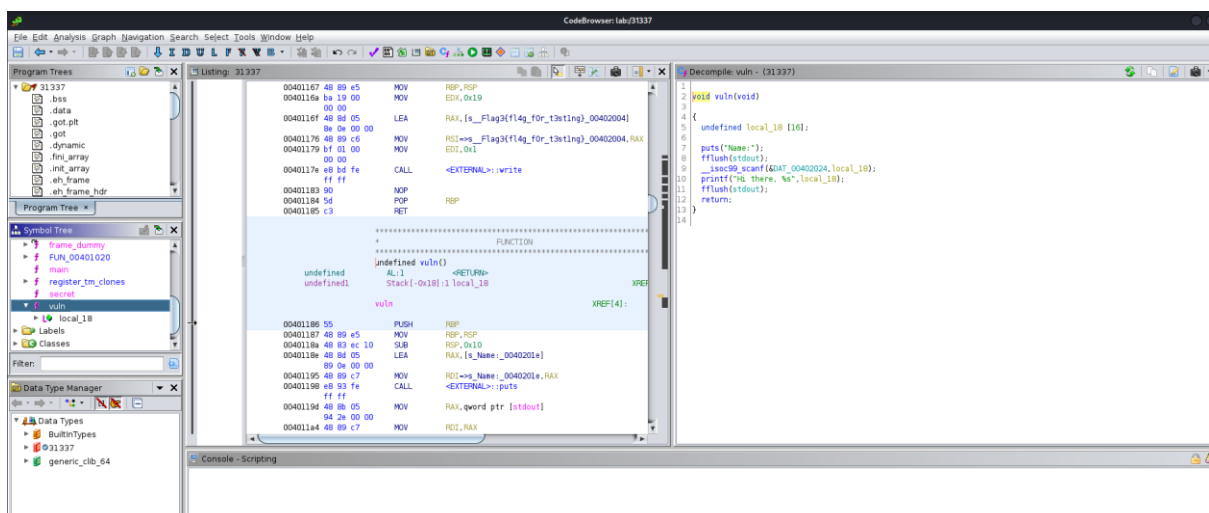 CodeBrowser: lab:/31337
File Edit Analysis Graph Navigation Search Select Tools Window Help
Program Trees
31337
.bss
.data
.got.plt
.got
.dynamic
.fini_array
.init_array
.eh_frame
.eh_frame_hdr
Program Tree ×
Symbol Tree
frame_dummy
FUN_00401020
main
register_tm_clones
secret
vuln
local_18
Labels
Classes
Filter:
Data Type Manager
Data Types
BuiltInTypes
31337
generic_clib_64
Listing: 31337
00401167 48 89 e5 MOV RBP,RSP
0040116a ba 19 00 MOV EDX,0x19
00 00
0040116f 48 8d 05 LEA RAX,[s__Flag3{fl4g_f0r_t3st1ng}_00402004]
8e 0e 00 00
00401176 48 89 c6 MOV RSI=>s__Flag3{fl4g_f0r_t3st1ng}_00402004,RAX
00401179 bf 01 00 MOV EDI,0x1
00 00
0040117e e8 bd fe CALL <EXTERNAL>::write
ff ff
00401183 90 NOP
00401184 5d POP RBP
00401185 c3 RET
* FUNCTION
undefined vuln()
undefined AL:1 <RETURN>
undefined1 Stack[-0x18]:1 local_18 XREF
vuln XREF[4]:
00401186 55 PUSH RBP
00401187 48 89 e5 MOV RBP,RSP
0040118a 48 83 ec 10 SUB RSP,0x10
0040118e 48 8d 05 LEA RAX,[s_Name:_0040201e]
89 0e 00 00
00401195 48 89 c7 MOV RDI=>s_Name:_0040201e,RAX
00401198 e8 93 fe CALL <EXTERNAL>::puts
ff ff
0040119d 48 8b 05 MOV RAX,qword ptr [stdout]
94 2e 00 00
004011a4 48 89 c7 MOV RDI,RAX
Decompile: vuln - (31337)
1
2 void vuln(void)
3
4 {
5 undefined local_18 [16];
6
7 puts("Name:");
8 fflush(stdout);
9 __isoc99_scanf(&DAT_00402024,local_18);
10 printf("Hi there, %s",local_18);
11 fflush(stdout);
12 return;
13 }
14
Console - Scripting